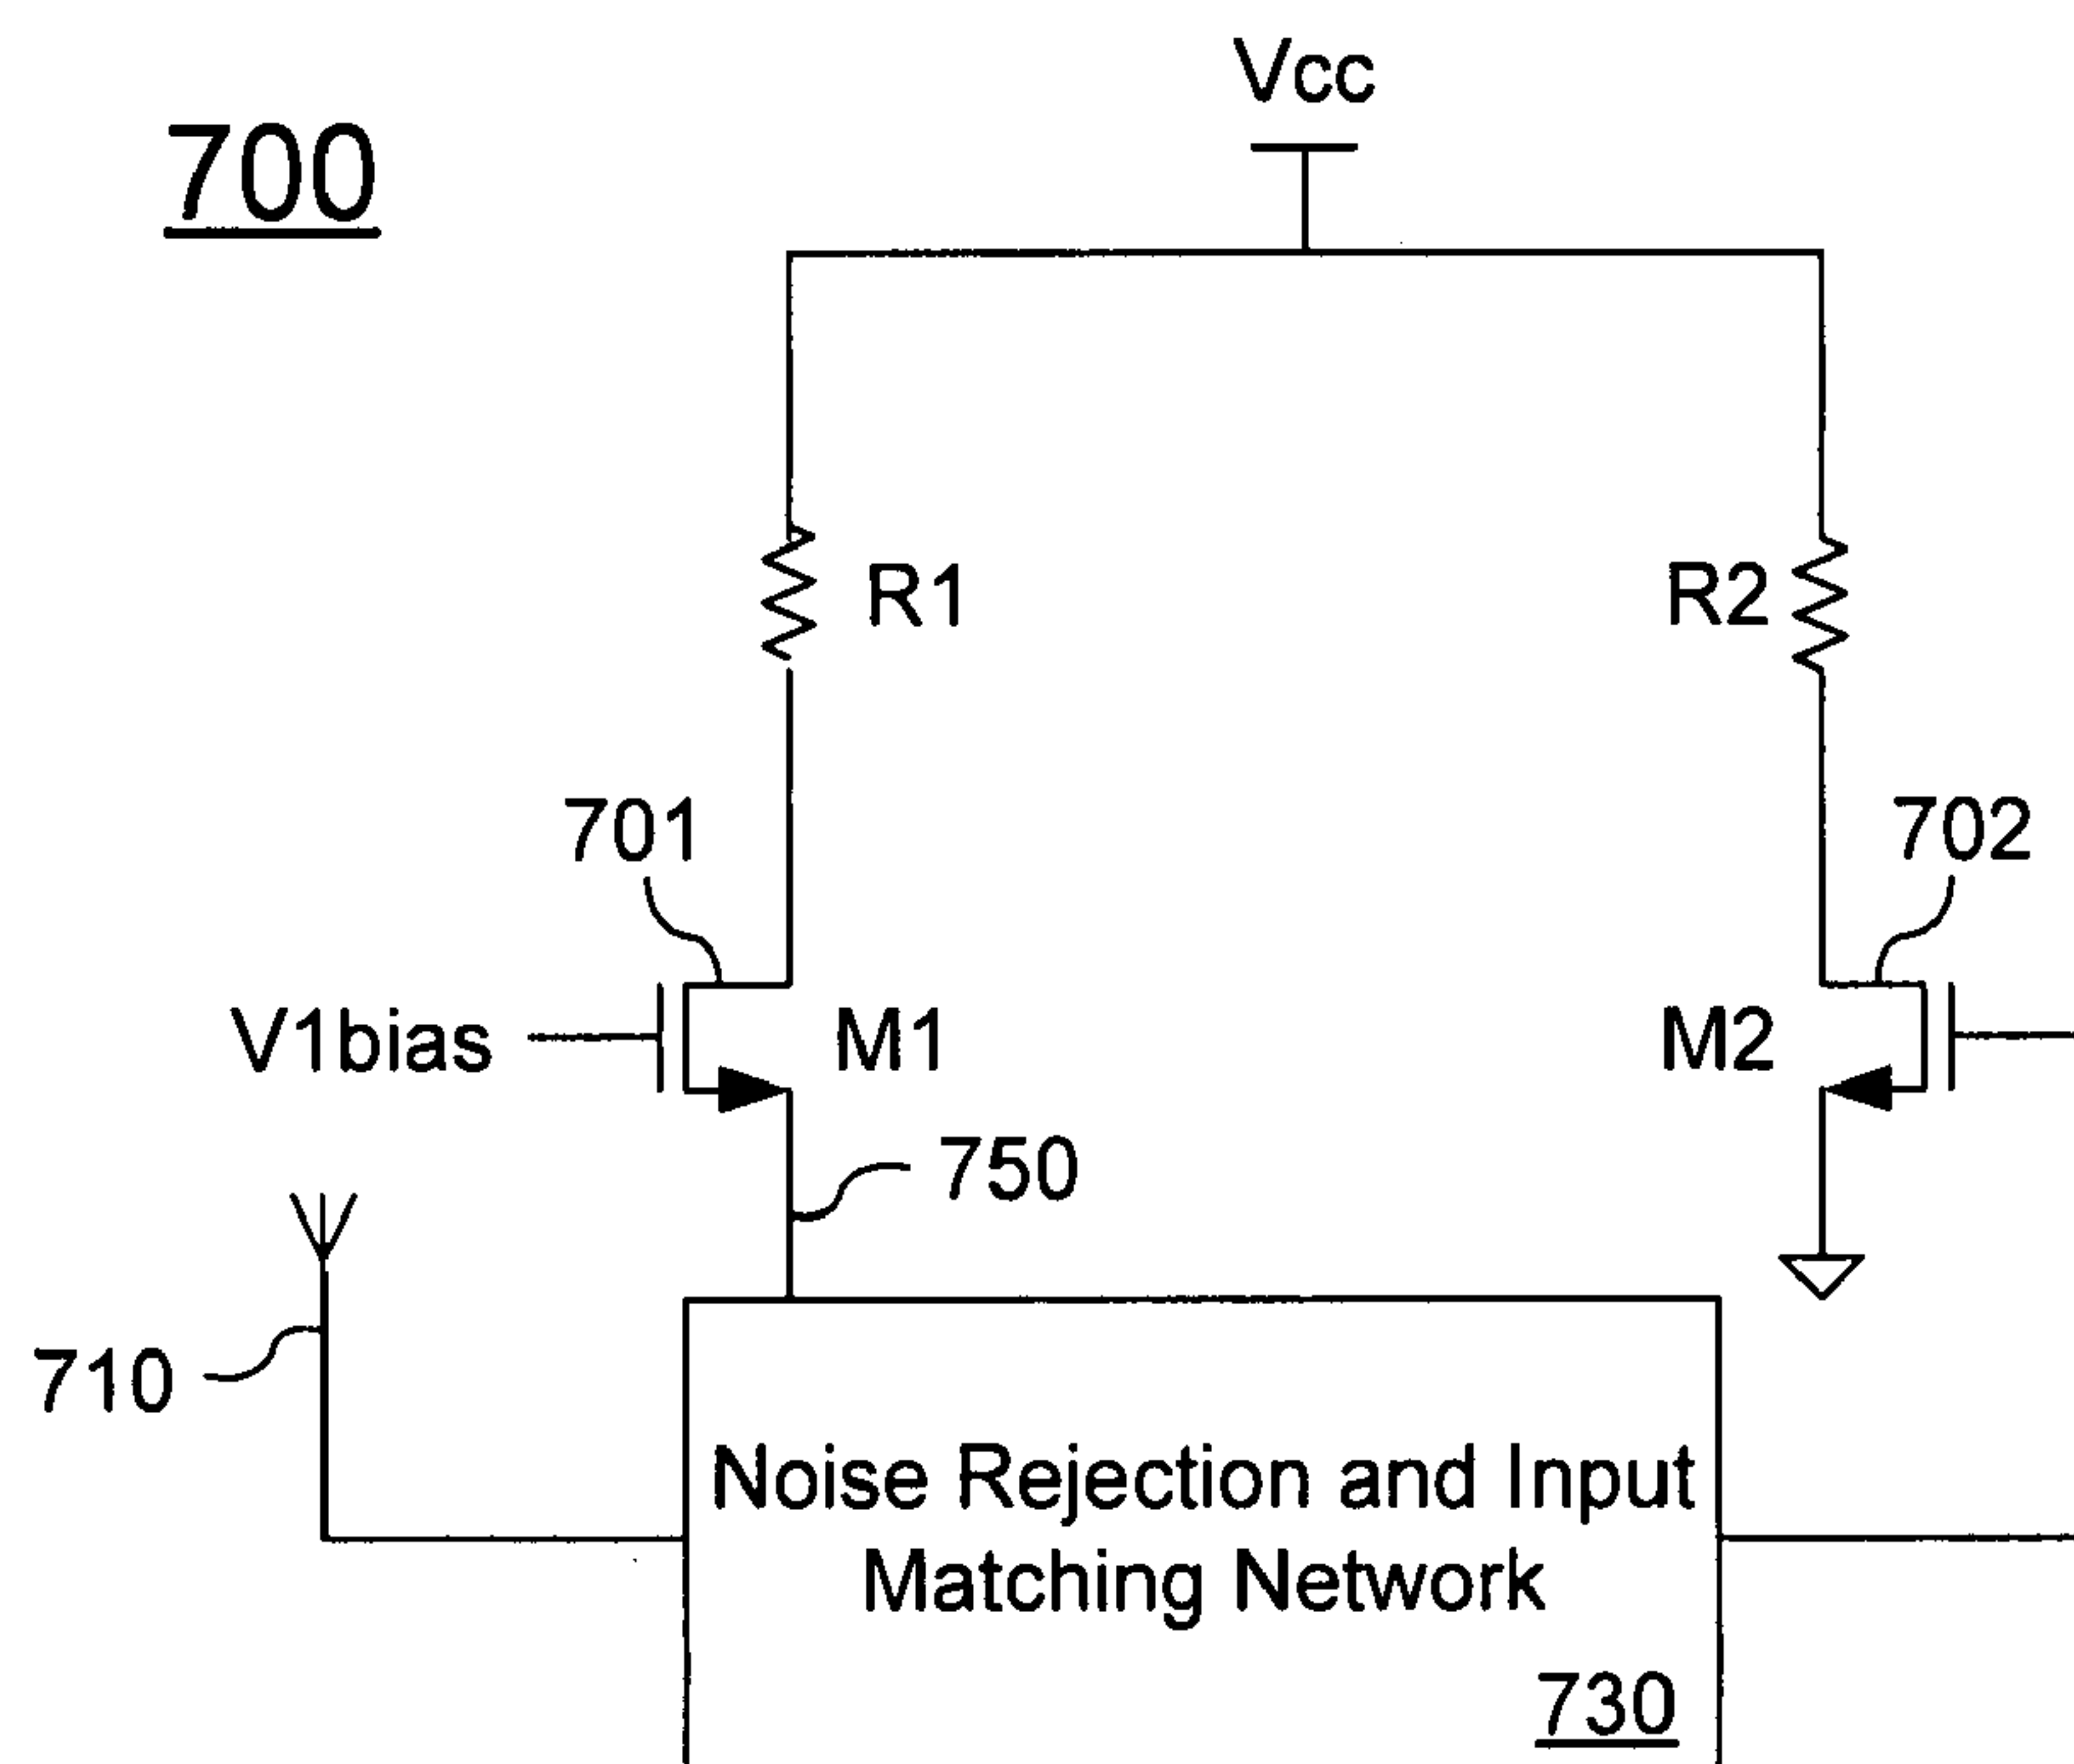 Vcc
700
R1
R2
701
702
V1bias
M1
M2
750
710
Noise Rejection and Input
Matching Network
730